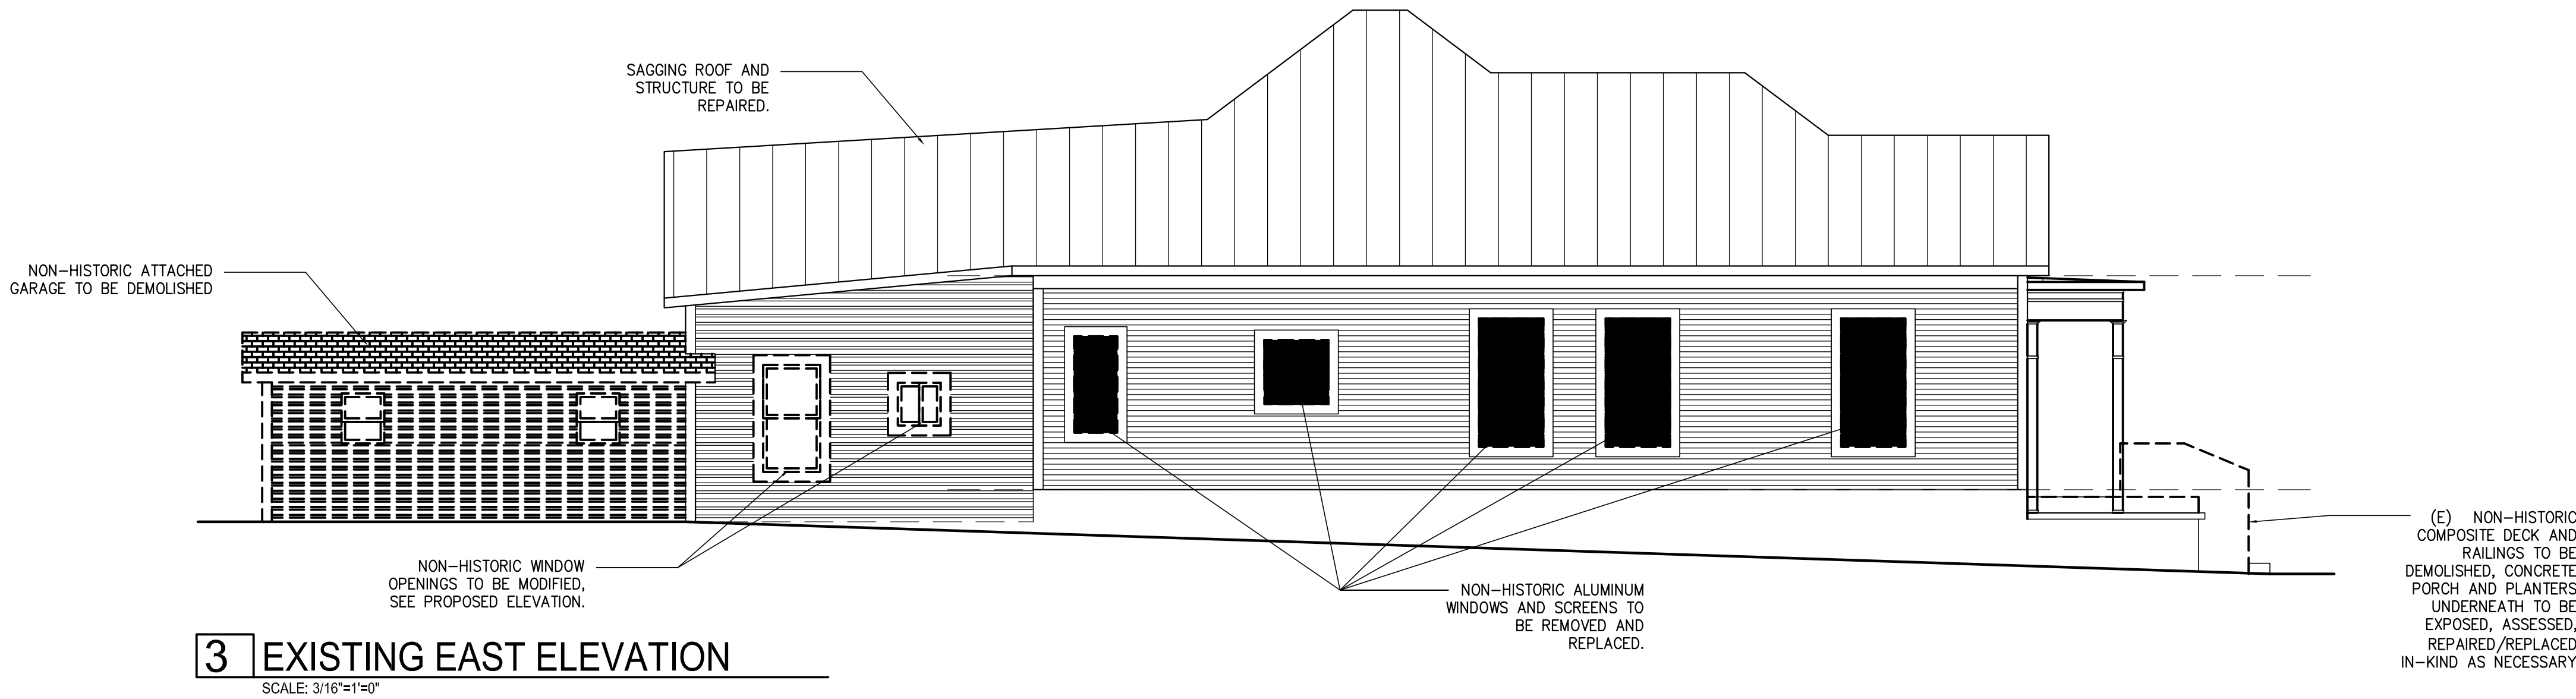 SAGGING ROOF AND
STRUCTURE TO BE
REPAIRED.
NON-HISTORIC ATTACHED
GARAGE TO BE DEMOLISHED
NON-HISTORIC WINDOW
OPENINGS TO BE MODIFIED,
SEE PROPOSED ELEVATION.
NON-HISTORIC ALUMINUM
WINDOWS AND SCREENS TO
BE REMOVED AND
REPLACED.
(E) NON-HISTORIC
COMPOSITE DECK AND
RAILINGS TO BE
DEMOLISHED, CONCRETE
PORCH AND PLANTERS
UNDERNEATH TO BE
EXPOSED, ASSESSED,
REPAIRED/REPLACED
IN-KIND AS NECESSARY
3 EXISTING EAST ELEVATION
SCALE: 3/16"=1'=0"